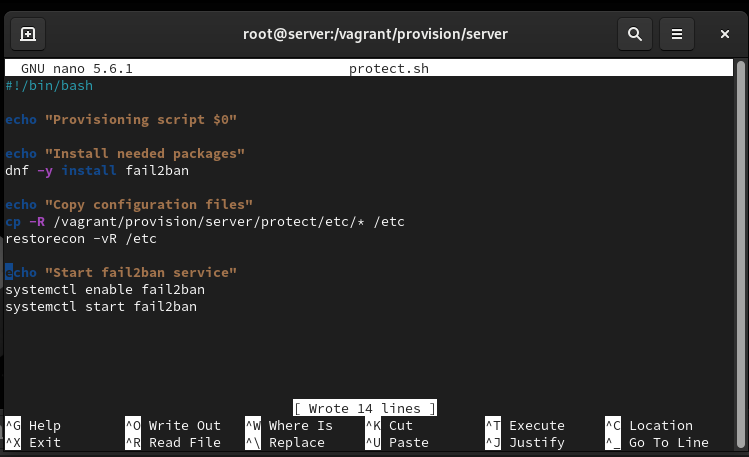 root@server:/vagrant/provision/server
GNU nano 5.6.1 protect.sh
#!/bin/bash
echo "Provisioning script $0"
echo "Install needed packages"
dnf -y install fail2ban
echo "Copy configuration files"
cp -R /vagrant/provision/server/protect/etc/* /etc
restorecon -vR /etc
echo "Start fail2ban service"
systemctl enable fail2ban
systemctl start fail2ban
[ Wrote 14 lines ]
^G Help ^O Write Out ^W Where Is ^K Cut ^T Execute ^C Location
^X Exit ^R Read File ^\ Replace ^U Paste ^J Justify ^_ Go To Line